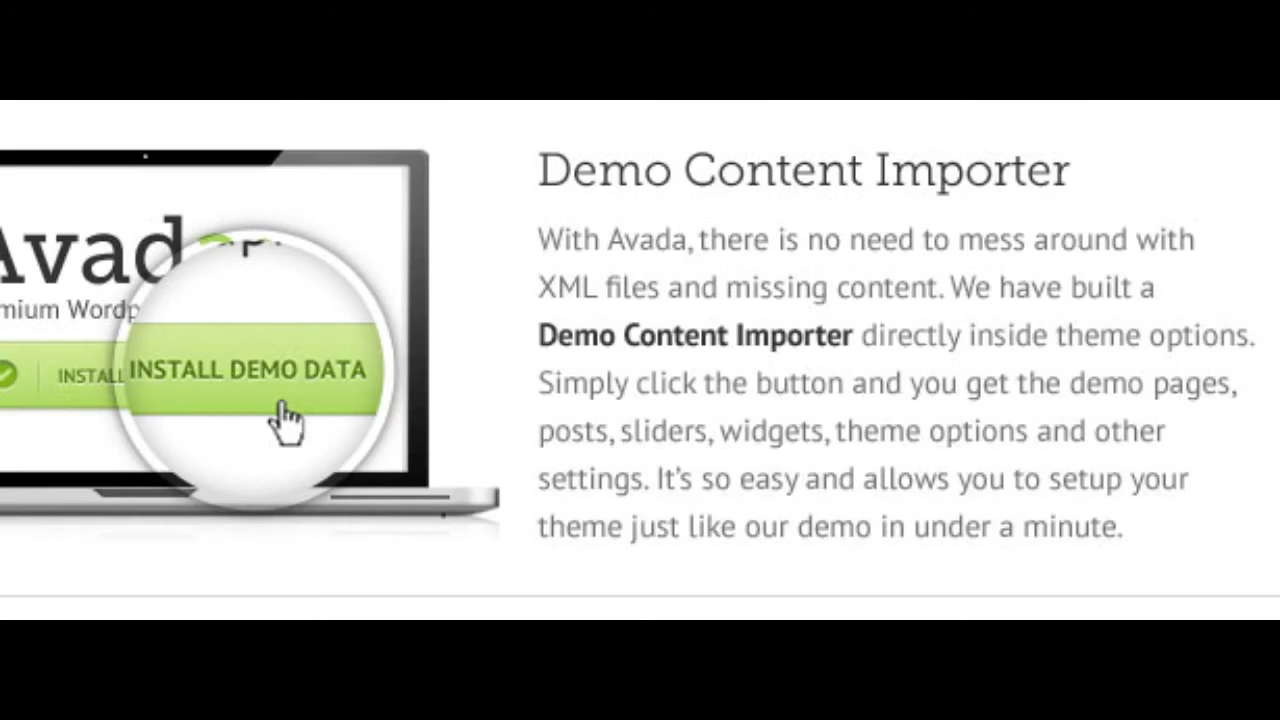 Demo Content Importer
With Avada, there is no need to mess around with
XML files and missing content. We have built a
Demo Content Importer directly inside theme options.
Simply click the button and you get the demo pages,
posts, sliders, widgets, theme options and other
settings. It's so easy and allows you to setup your
theme just like our demo in under a minute.
Avad
mium Wordp
INSTALL
INSTALL DEMO DATA